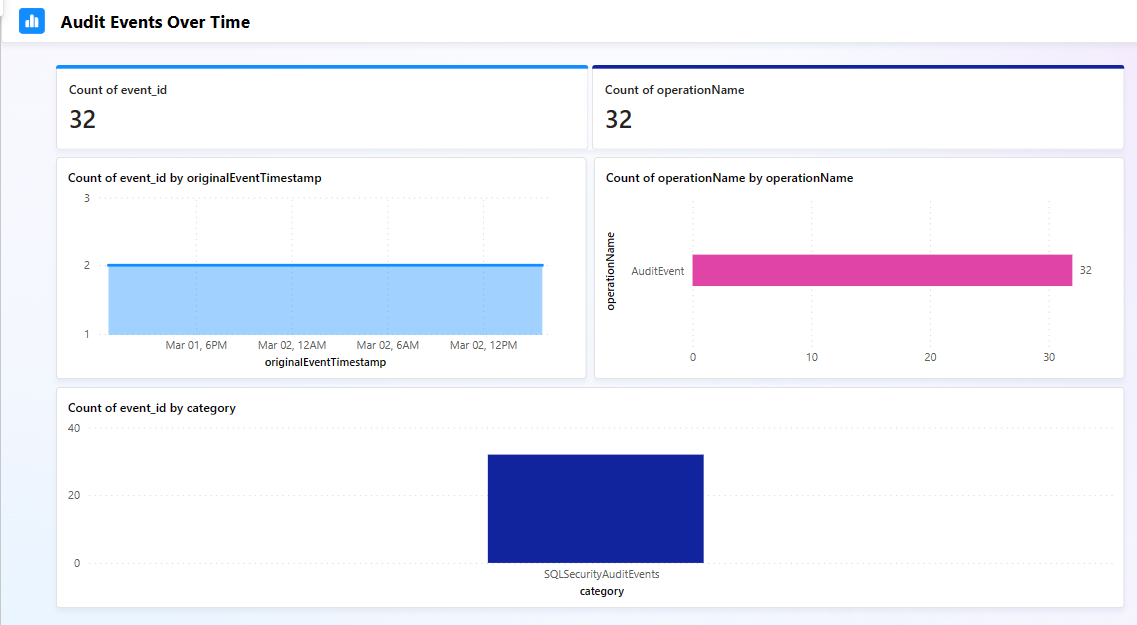 Audit Events Over Time
Count of event_id
32
Count of operationName
32
Count of event_id by originalEventTimestamp
3
2
1
Mar 01, 6PM
Mar 02, 12AM
Mar 02, 6AM
Mar 02, 12PM
originalEventTimestamp
Count of operationName by operationName
operationName
AuditEvent
32
0
10
20
30
Count of event_id by category
40
20
0
SQLSecurityAuditEvents
category